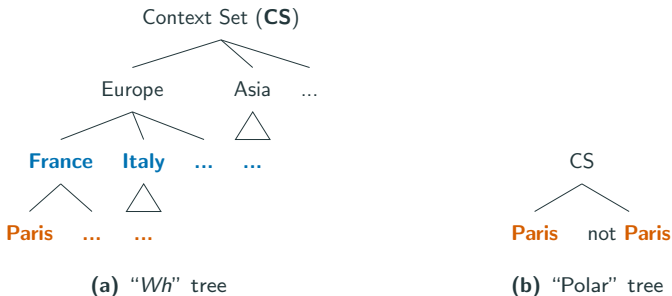 Context Set (CS)
Europe Asia ...
France Italy ... ...
Paris ... ...
(a) “Wh” tree
CS
Paris not Paris
(b) “Polar” tree